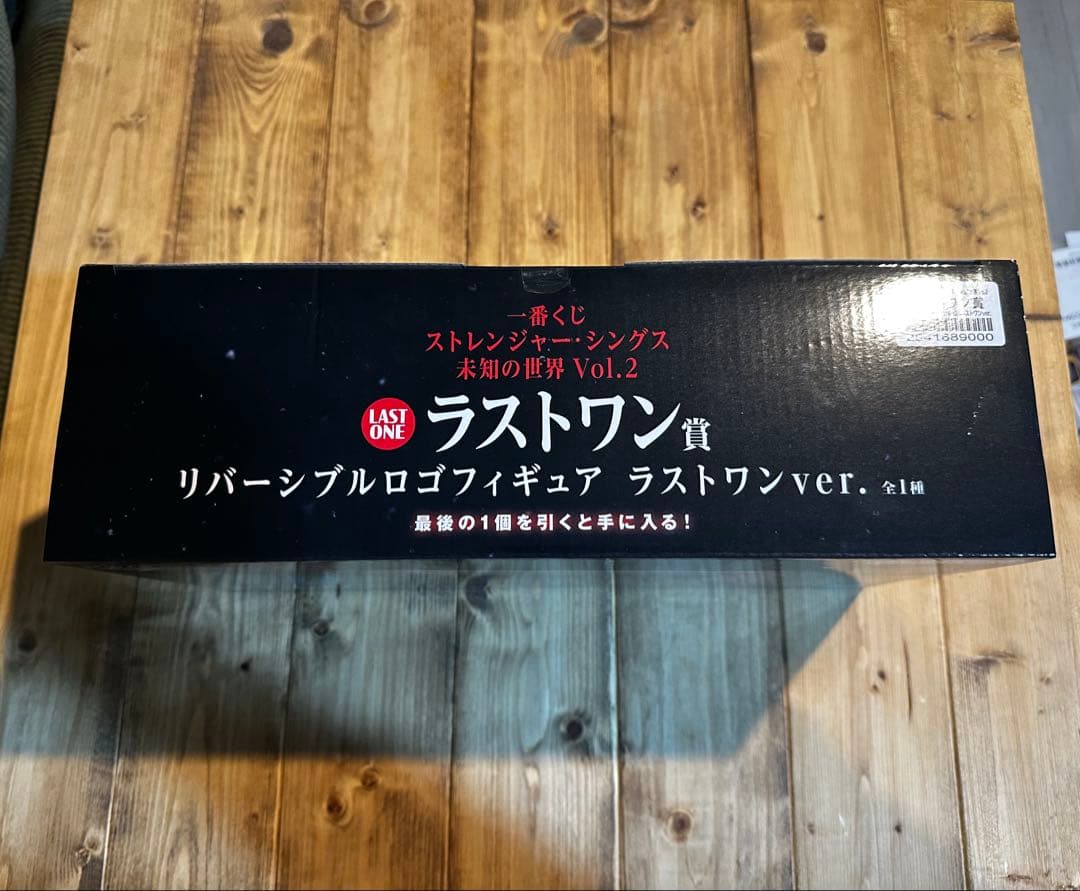 一番くじ
ストレンジャー・シングス
未知の世界 Vol.2
LAST
ONE
ラストワン賞
リバーシブルロゴフィギュア ラストワンver. 全1種
最後の1個を引くと手に入る!